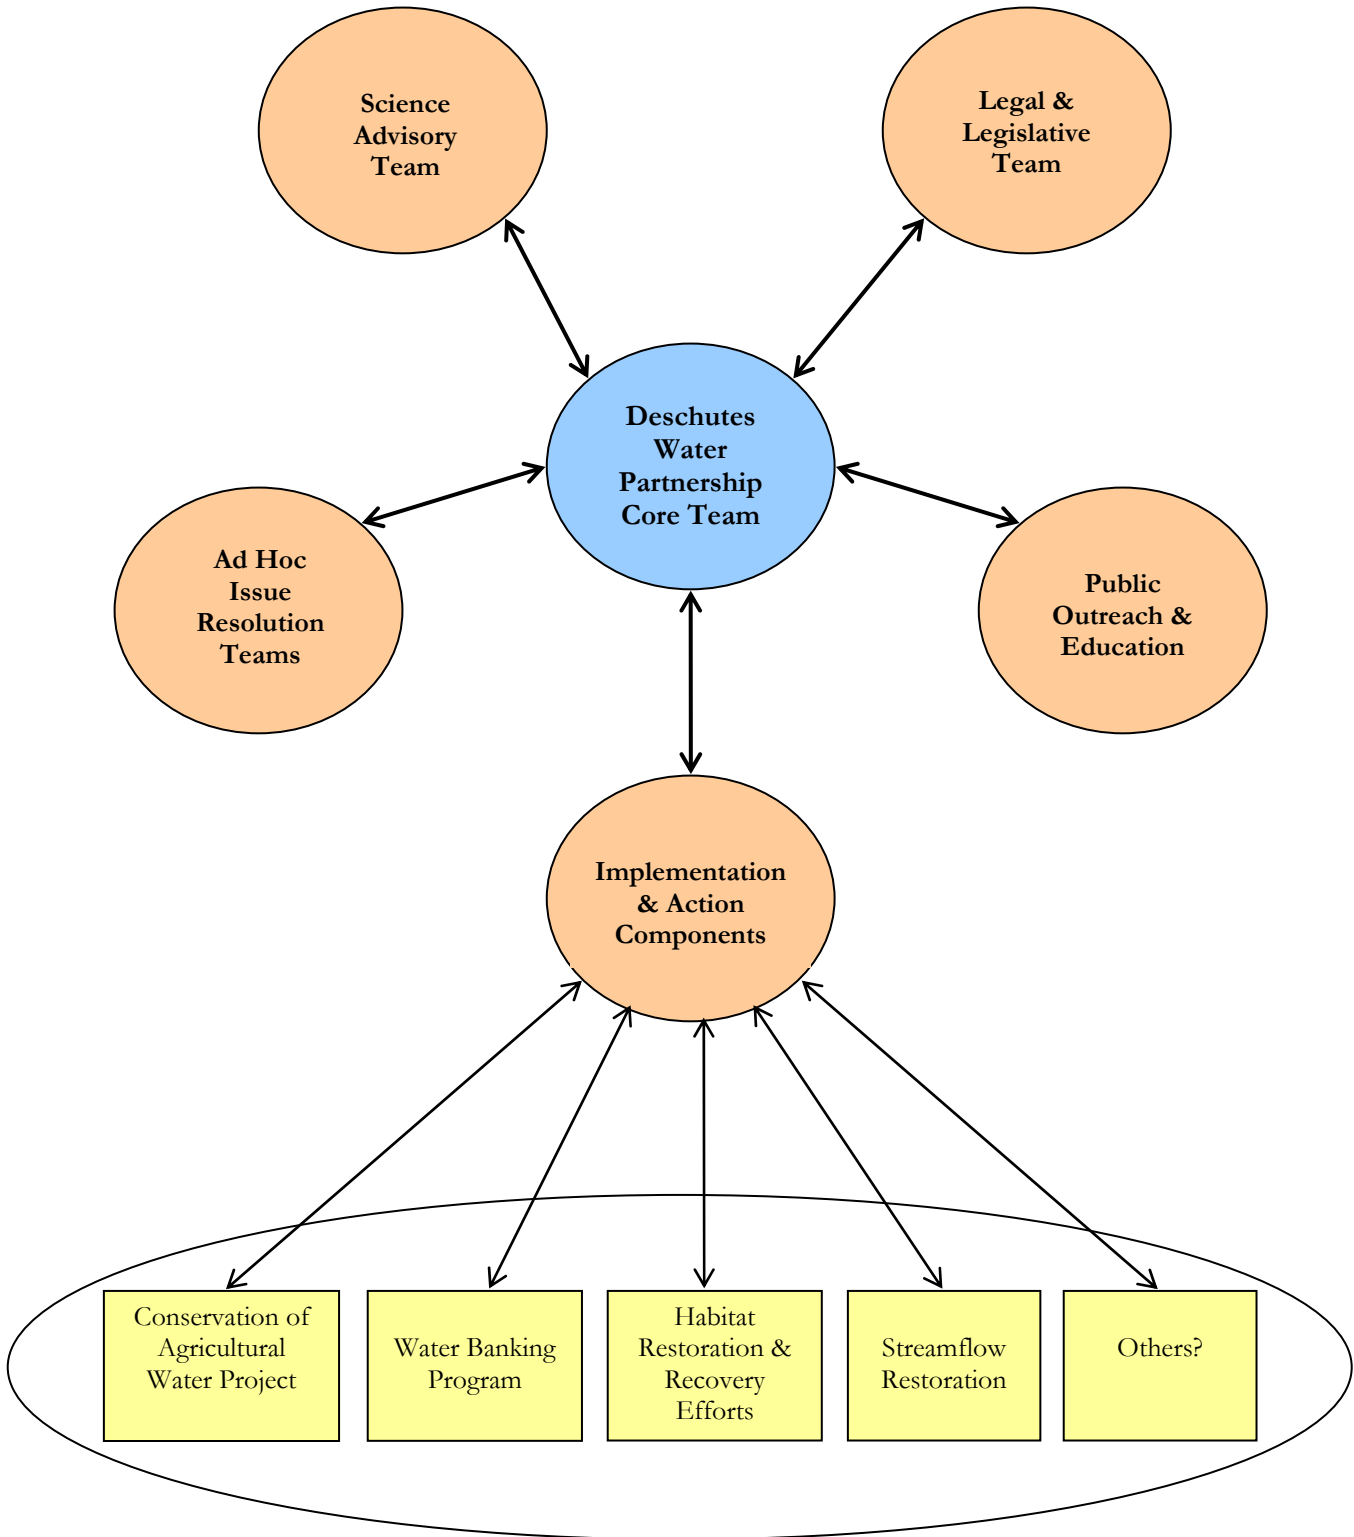 Science
Advisory
Team
Legal &
Legislative
Team
Deschutes
Water
Partnership
Core Team
Ad Hoc
Issue
Resolution
Teams
Public
Outreach &
Education
Implementation
& Action
Components
Conservation of
Agricultural
Water Project
Water Banking
Program
Habitat
Restoration &
Recovery
Efforts
Streamflow
Restoration
Others?